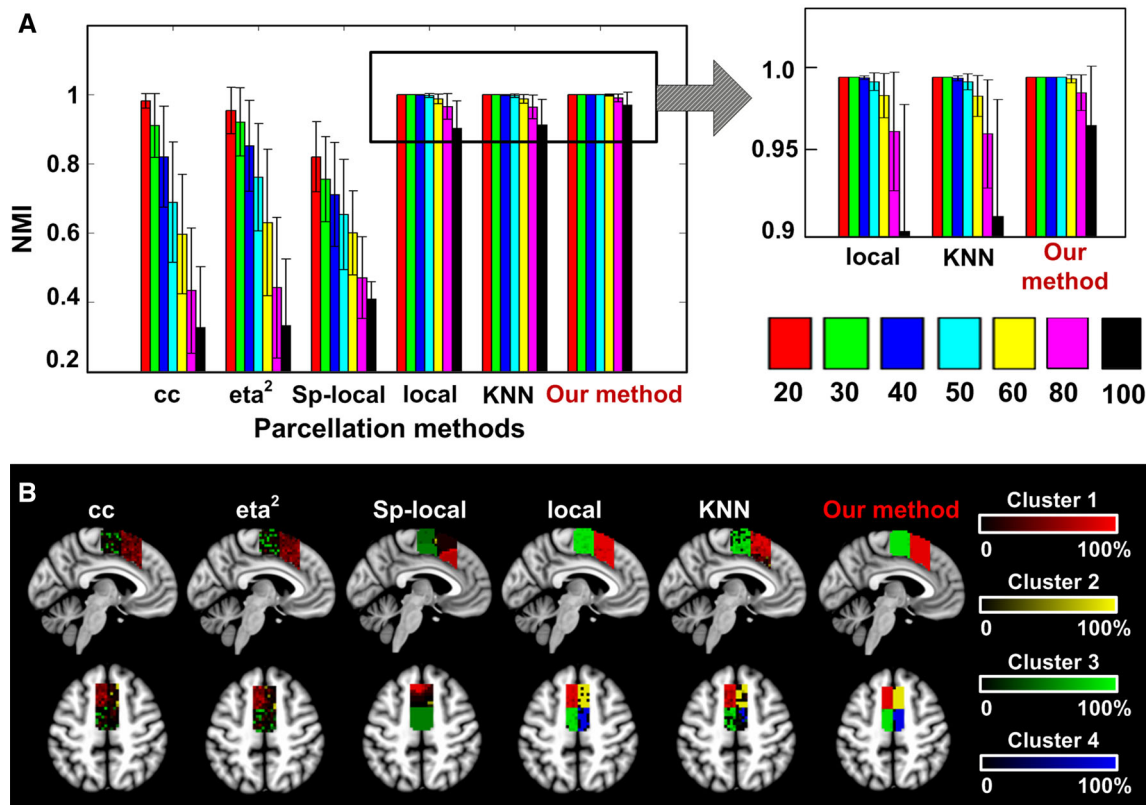 A
NMI
1
0.8
0.6
0.4
0.2
cc eta² Sp-local local KNN Our method
Parcellation methods
1.0
0.95
0.9
local KNN Our method
20 30 40 50 60 80 100
B
cc eta² Sp-local local KNN Our method
Cluster 1
0 100%
Cluster 2
0 100%
Cluster 3
0 100%
Cluster 4
0 100%